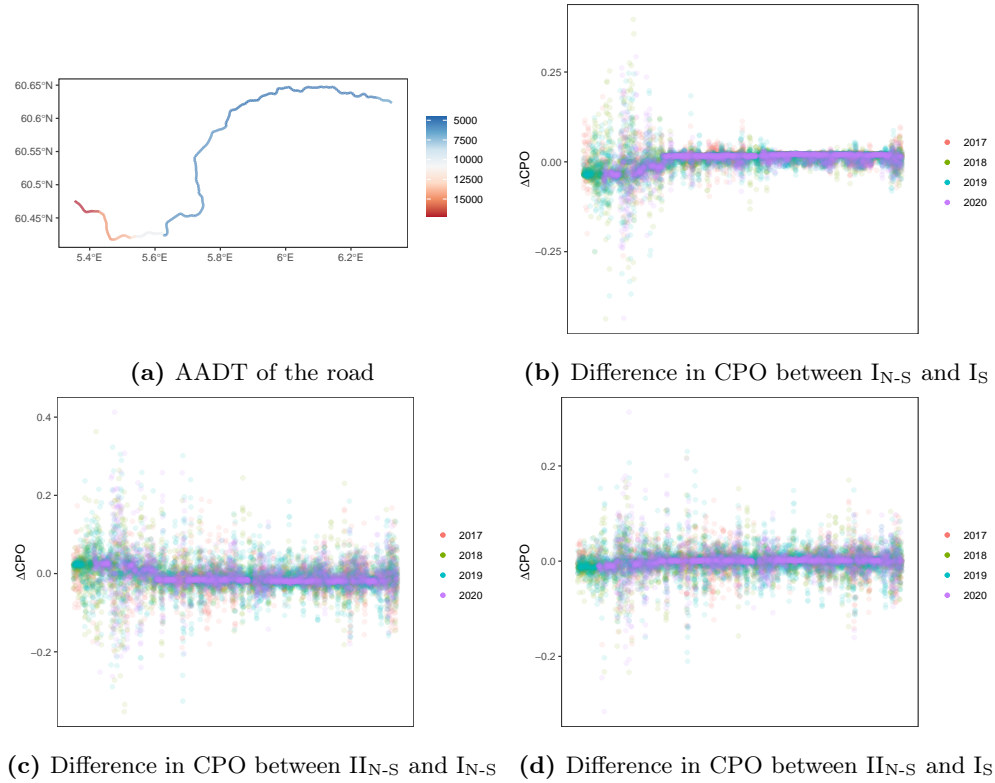 60.65°N
60.6°N
60.55°N
60.5°N
60.45°N
5.4°E
5.6°E
5.8°E
6°E
6.2°E
5000
7500
10000
12500
15000
(a) AADT of the road
ΔCPO
0.25
0.00
−0.25
2017
2018
2019
2020
(b) Difference in CPO between I_N-S and I_S
ΔCPO
0.4
0.2
0.0
−0.2
2017
2018
2019
2020
(c) Difference in CPO between II_N-S and I_N-S
ΔCPO
0.2
0.0
−0.2
2017
2018
2019
2020
(d) Difference in CPO between II_N-S and I_S